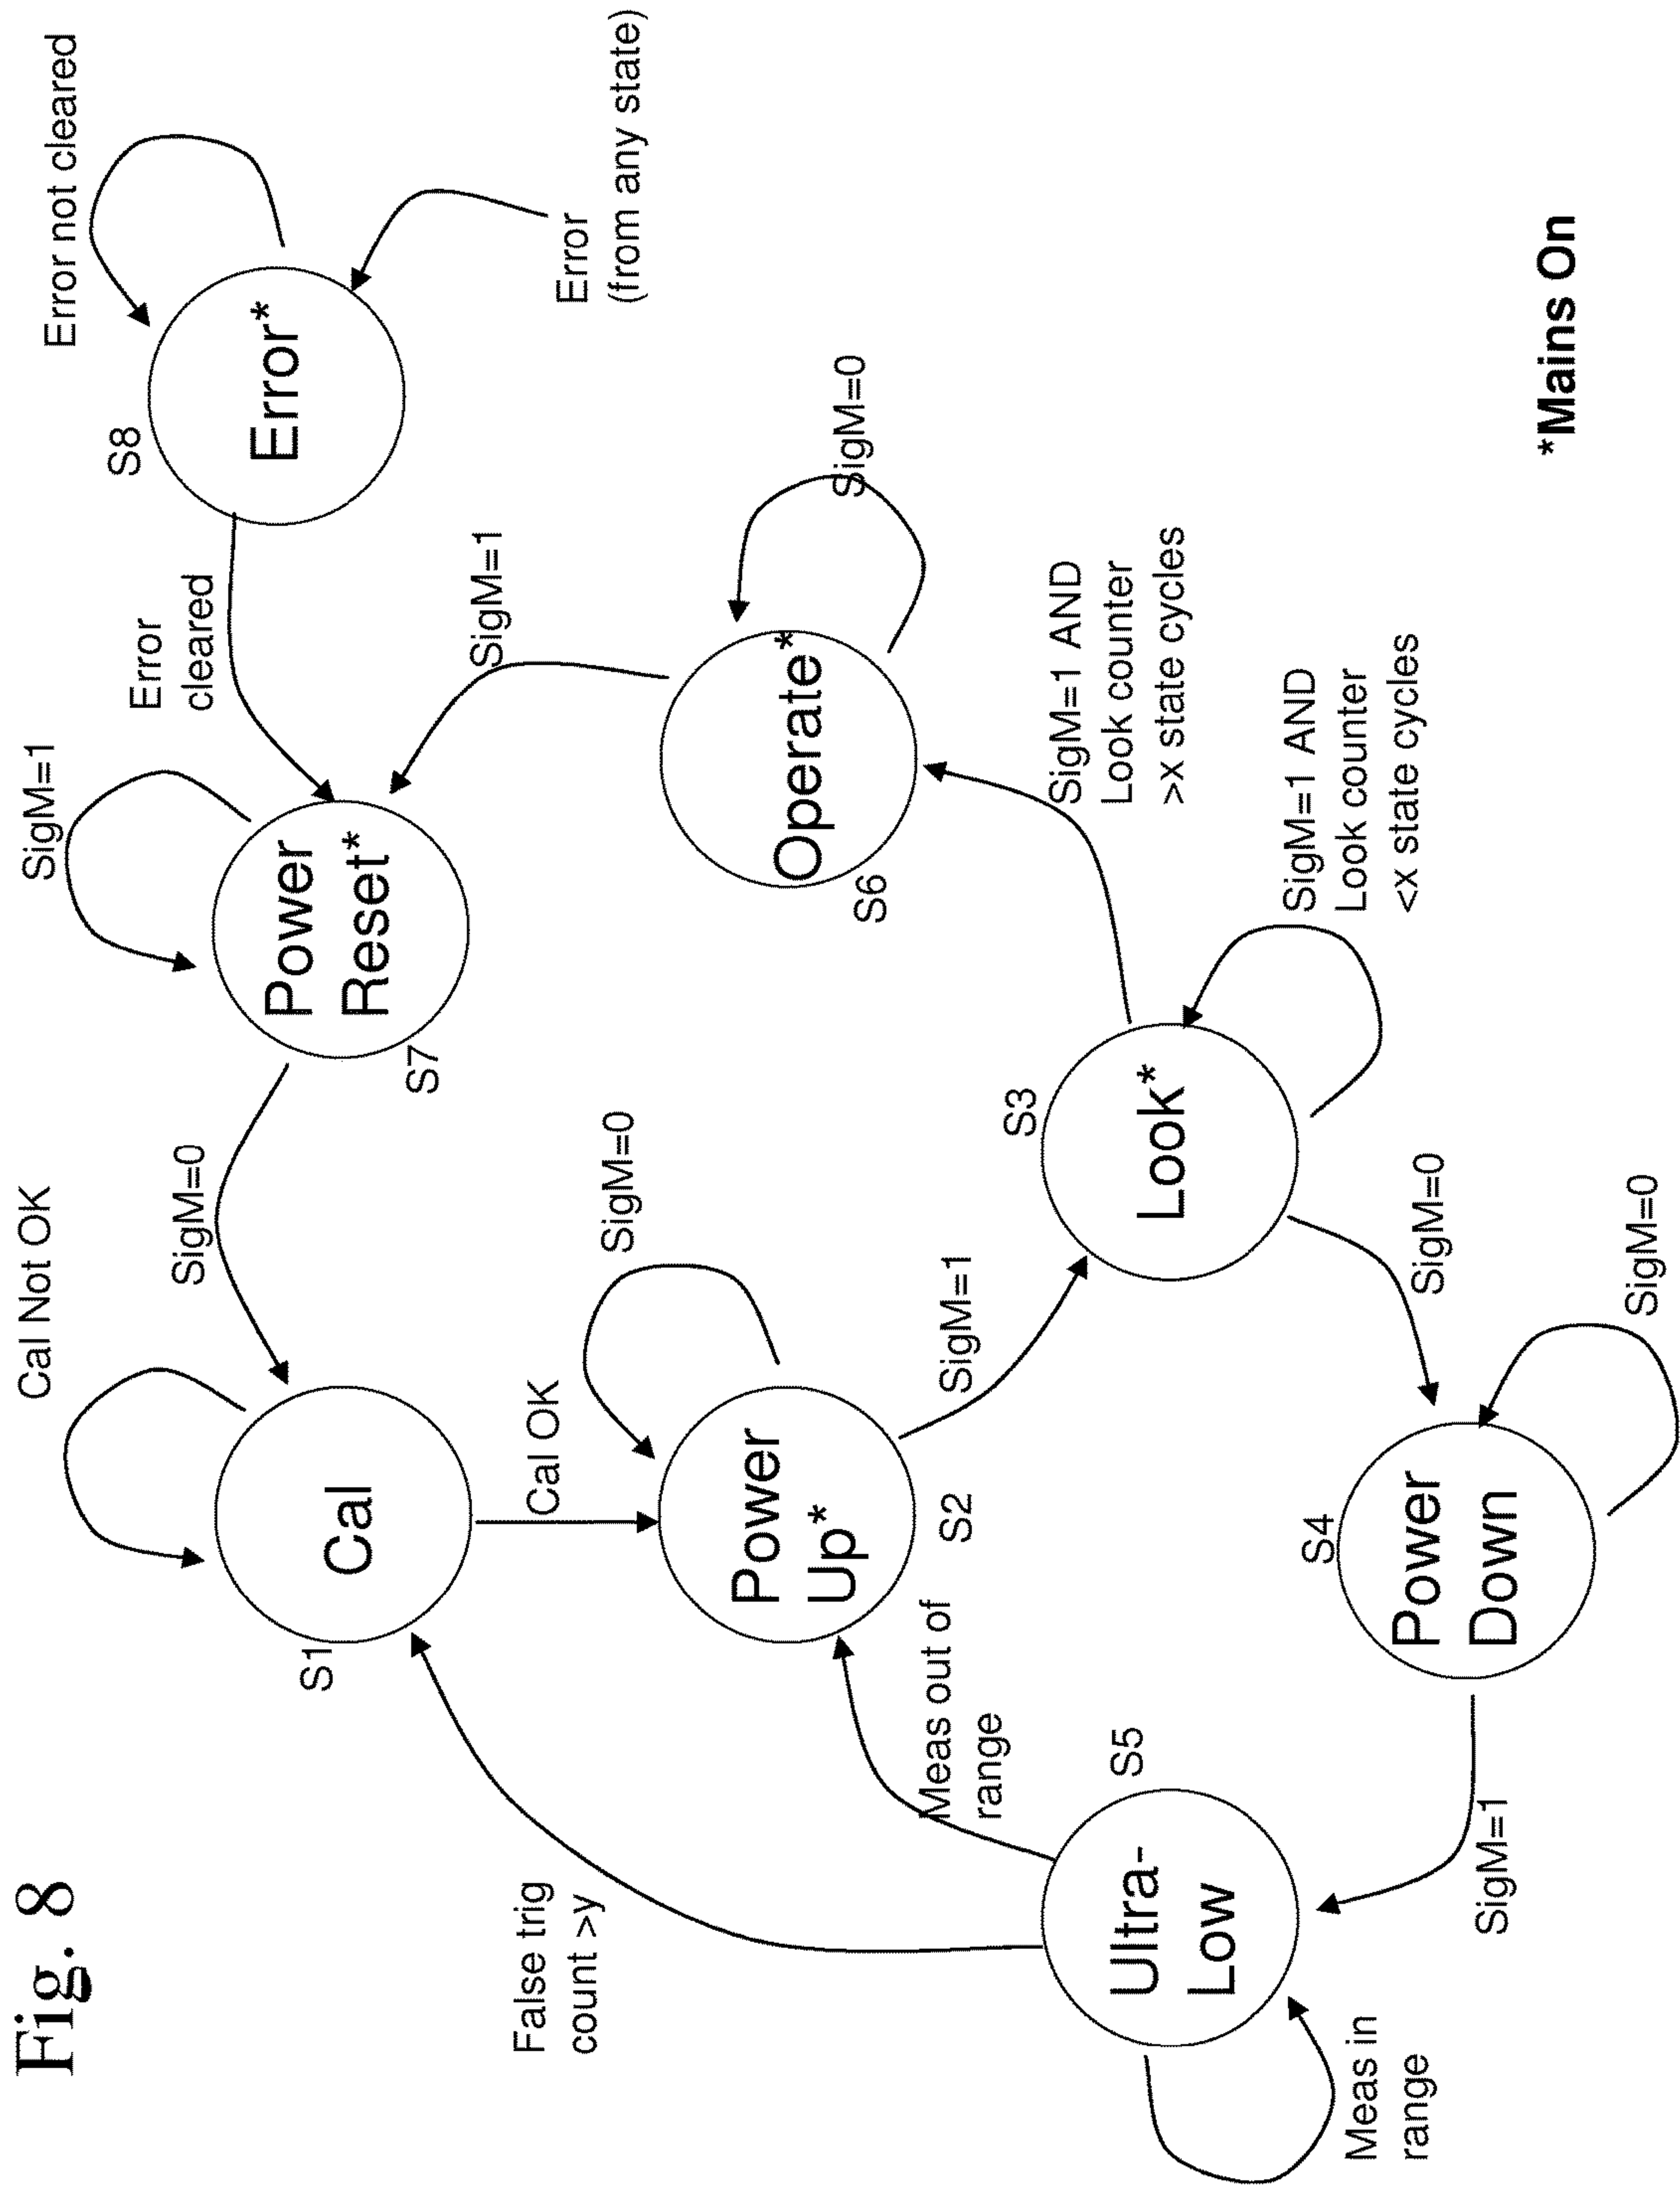 Fig. 8
Cal Not OK
SigM=1
Error not cleared
SigM=0
Error
cleared
S8
Error*
S1
Cal
S7
Power
Reset*
Error
(from any state)
False trig
count >y
Cal OK
SigM=0
SigM=1
Power
Up*
S2
S6
Operate*
SigM=0
Meas out of
range
SigM=1
S3
Look*
SigM=1 AND
Look counter
>x state cycles
S5
Ultra-
Low
S4
Power
Down
SigM=0
SigM=1 AND
Look counter
<x state cycles
Meas in
range
SigM=1
SigM=0
*Mains On